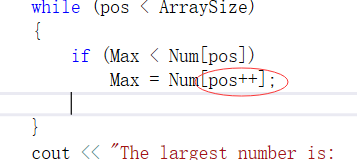 while (pos < ArraySize)
{
if (Max < Num[pos])
Max = Num[pos++];
}
cout << "The largest number is: